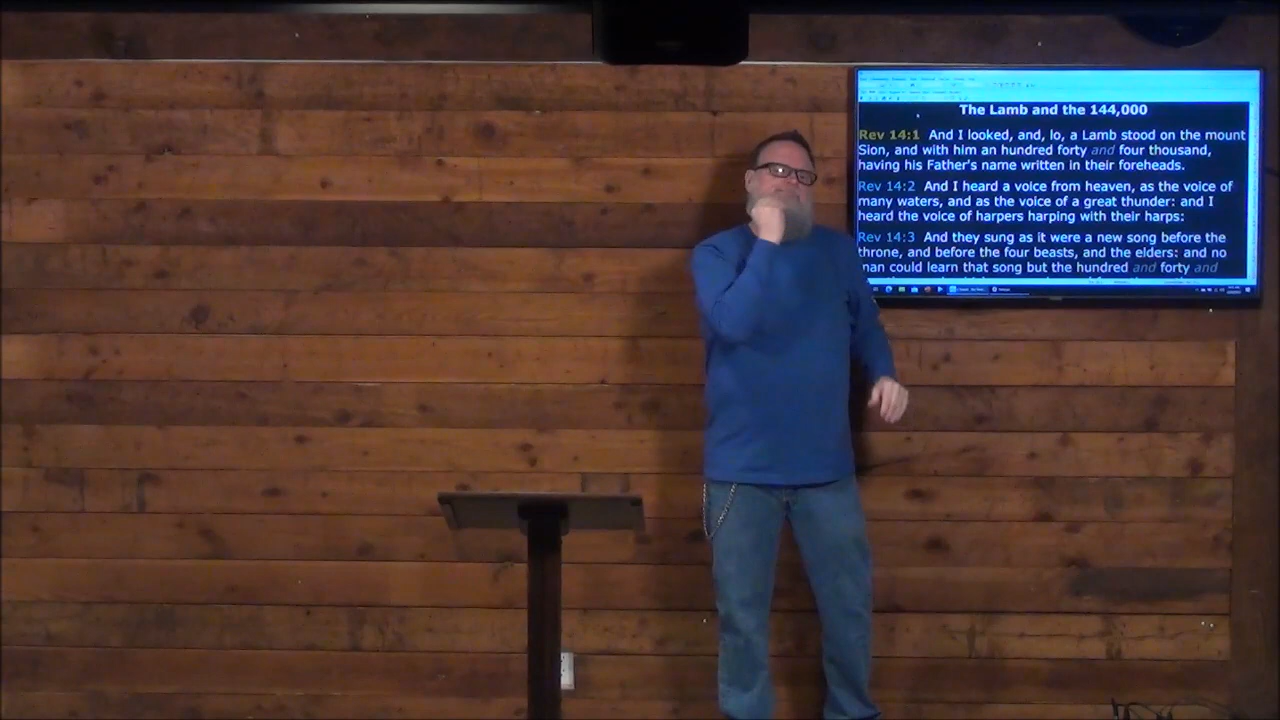 The Lamb and the 144,000
Rev 14:1 And I looked, and, lo, a Lamb stood on the mount
Sion, and with him an hundred forty and four thousand,
having his Father's name written in their foreheads.
Rev 14:2 And I heard a voice from heaven, as the voice of
many waters, and as the voice of a great thunder: and I
heard the voice of harpers harping with their harps:
Rev 14:3 And they sung as it were a new song before the
throne, and before the four beasts, and the elders: and no
man could learn that song but the hundred and forty and